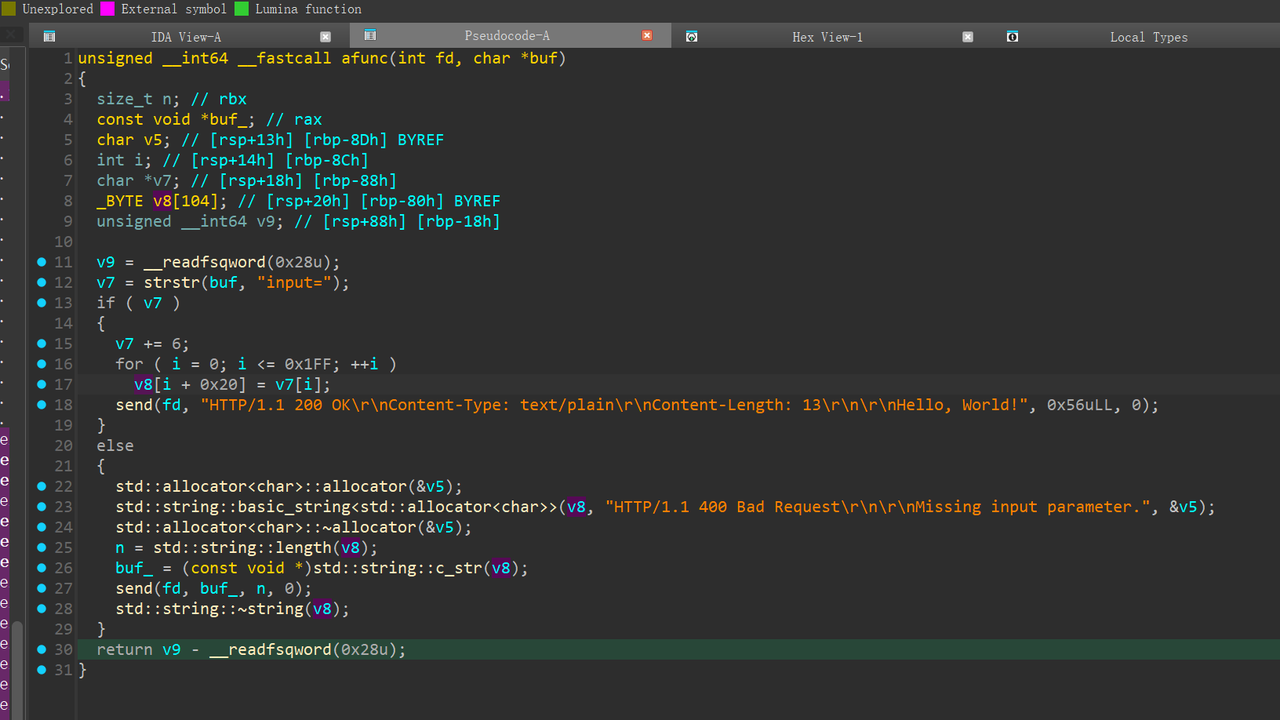 Unexplored External symbol Lumina function
IDA View-A Pseudocode-A Hex View-1 Local Types
1 unsigned __int64 __fastcall afunc(int fd, char *buf)
2 {
3 size_t n; // rbx
4 const void *buf_; // rax
5 char v5; // [rsp+13h] [rbp-8Dh] BYREF
6 int i; // [rsp+14h] [rbp-8Ch]
7 char *v7; // [rsp+18h] [rbp-88h]
8 _BYTE v8[104]; // [rsp+20h] [rbp-80h] BYREF
9 unsigned __int64 v9; // [rsp+88h] [rbp-18h]
10
11 v9 = __readfsqword(0x28u);
12 v7 = strstr(buf, "input=");
13 if ( v7 )
14 {
15 v7 += 6;
16 for ( i = 0; i <= 0x1FF; ++i )
17 v8[i + 0x20] = v7[i];
18 send(fd, "HTTP/1.1 200 OK\r\nContent-Type: text/plain\r\nContent-Length: 13\r\n\r\nHello, World!", 0x56uLL, 0);
19 }
20 else
21 {
22 std::allocator<char>::allocator(&v5);
23 std::string::basic_string<std::allocator<char>>(v8, "HTTP/1.1 400 Bad Request\r\n\r\nMissing input parameter.", &v5);
24 std::allocator<char>::~allocator(&v5);
25 n = std::string::length(v8);
26 buf_ = (const void *)std::string::c_str(v8);
27 send(fd, buf_, n, 0);
28 std::string::~string(v8);
29 }
30 return v9 - __readfsqword(0x28u);
31 }